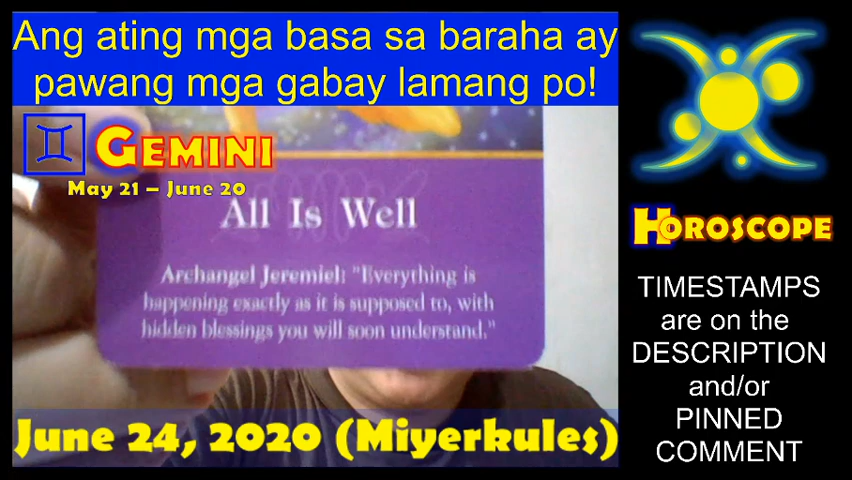 Ang ating mga basa sa baraha ay
pawang mga gabay lamang po!
GEMINI
May 21 – June 20
All Is Well
Archangel Jeremiel: "Everything is
happening exactly as it is supposed to, with
hidden blessings you will soon understand."
June 24, 2020 (Miyerkules)
HOROSCOPE
TIMESTAMPS
are on the
DESCRIPTION
and/or
PINNED
COMMENT